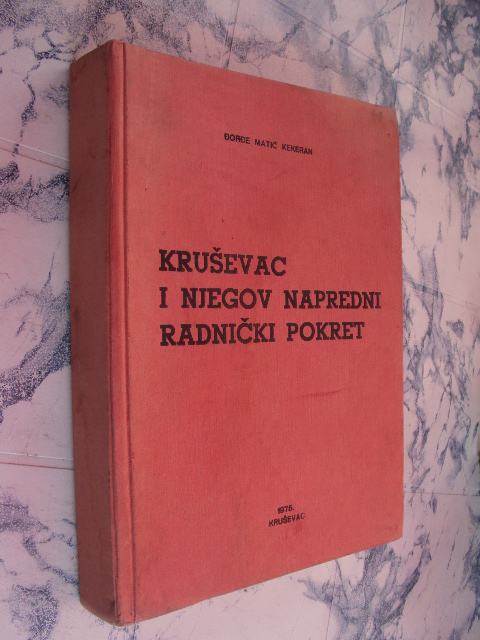 ĐORĐE MATIĆ KEKERAN
KRUŠEVAC
I NJEGOV NAPREDNI
RADNIČKI POKRET
1976.
KRUŠEVAC